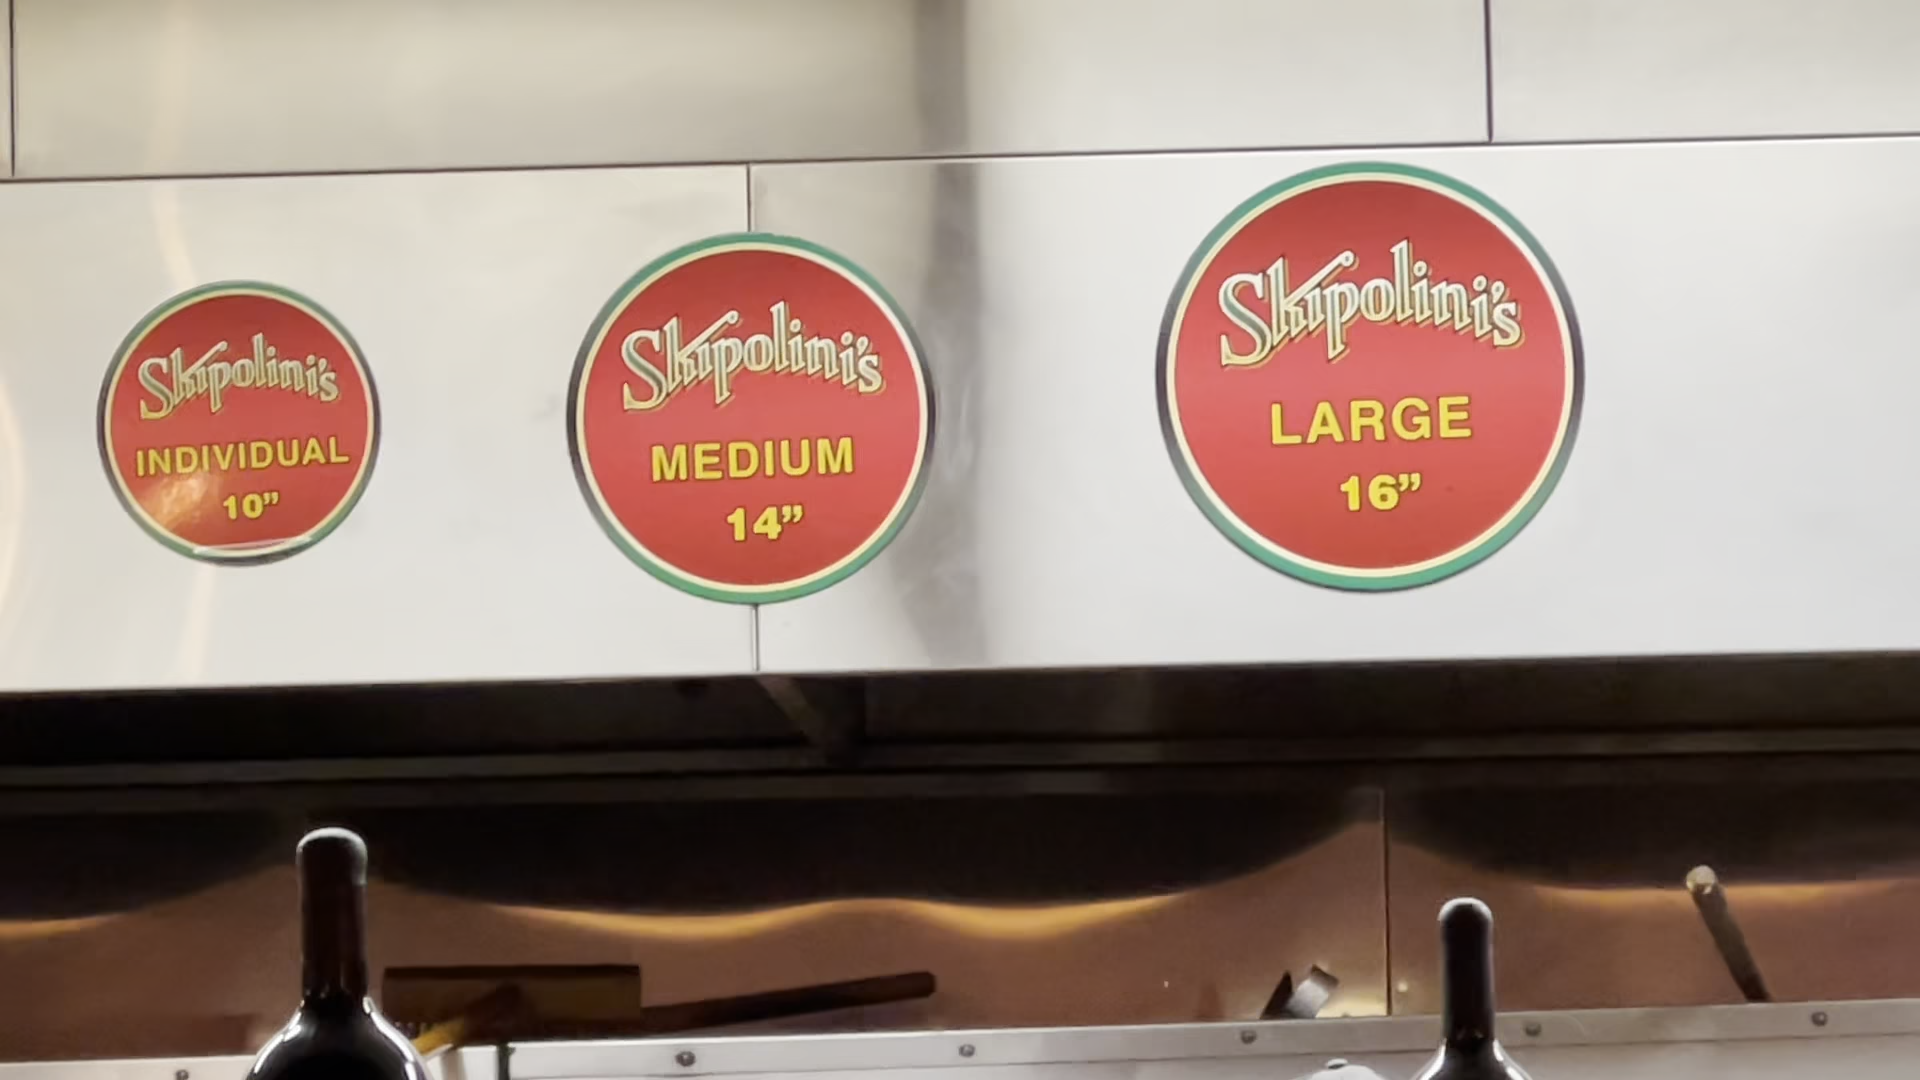 Skipolini's
INDIVIDUAL
10”
Skipolini's
MEDIUM
14”
Skipolini's
LARGE
16”